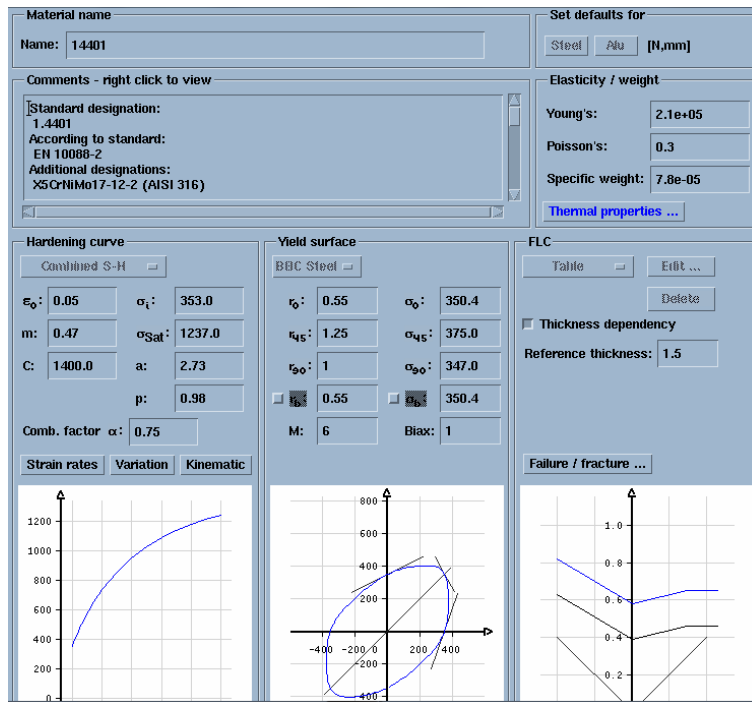 Material name
Name: 14401
Set defaults for
Steel Alu [N,mm]
Comments - right click to view
Standard designation:
1.4401
According to standard:
EN 10088-2
Additional designations:
X5CrNiMo17-12-2 (AISI 316)
Elasticity / weight
Young's: 2.1e+05
Poisson's: 0.3
Specific weight: 7.8e-05
Thermal properties ...
Hardening curve
Combined S-H
ε₀: 0.05 σᵢ: 353.0
m: 0.47 σSat: 1237.0
C: 1400.0 a: 2.73
p: 0.98
Comb. factor α: 0.75
Strain rates Variation Kinematic
1200
1000
800
600
400
200
0
Yield surface
BBC Steel
r₀: 0.55 σ₀: 350.4
r₄₅: 1.25 σ₄₅: 375.0
r₉₀: 1 σ₉₀: 347.0
r_b: 0.55 σ_b: 350.4
M: 6 Biax: 1
800
600
400
200
-400 -200 0 200 400
-200
-400
FLC
Table Edit ...
Delete
Thickness dependency
Reference thickness: 1.5
Failure / fracture ...
1.0
0.8
0.6
0.4
0.2